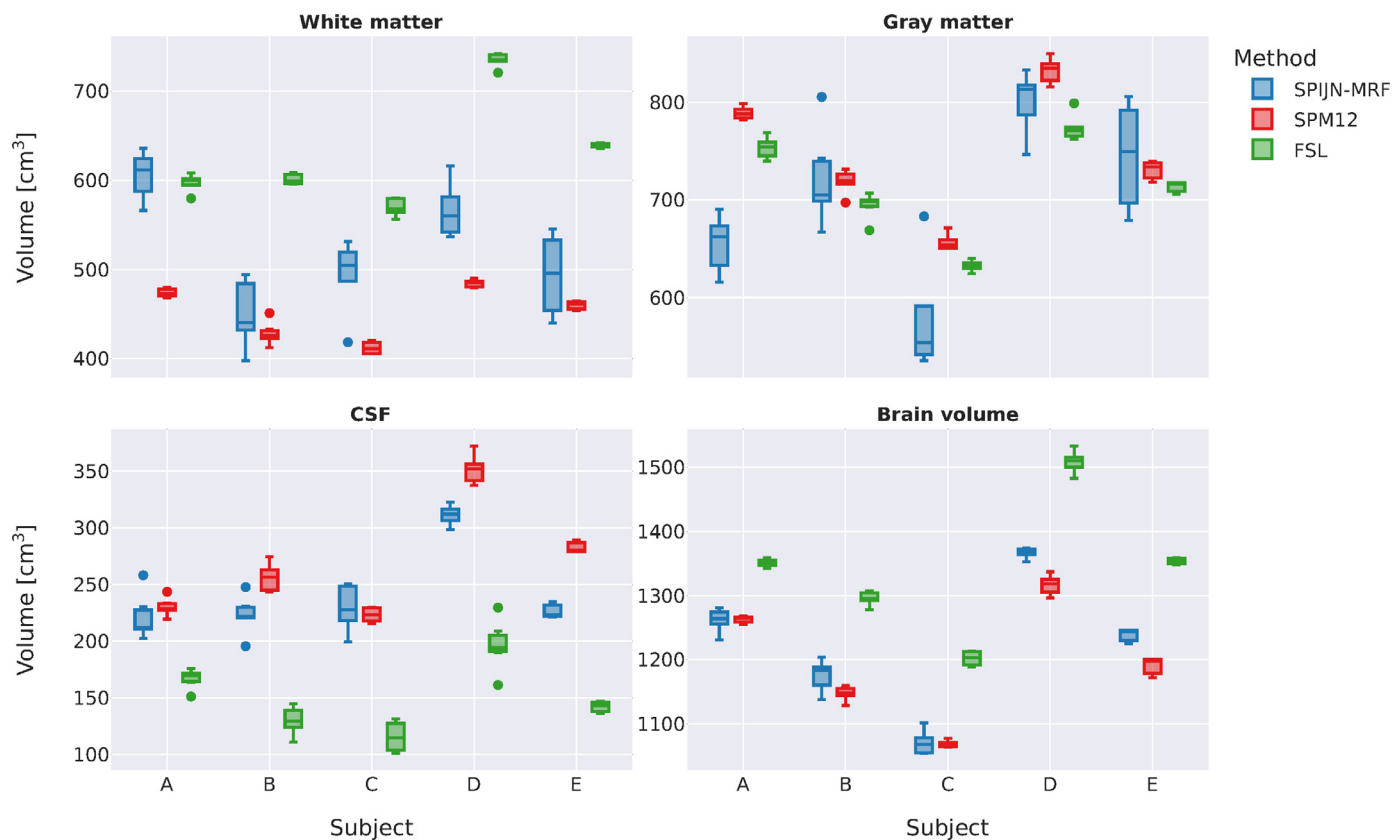 White matter
Gray matter
Method
SPIJN-MRF
SPM12
FSL
Volume [cm³]
700
600
500
400
800
700
600
CSF
Brain volume
Volume [cm³]
350
300
250
200
150
100
1500
1400
1300
1200
1100
A B C D E
A B C D E
Subject
Subject